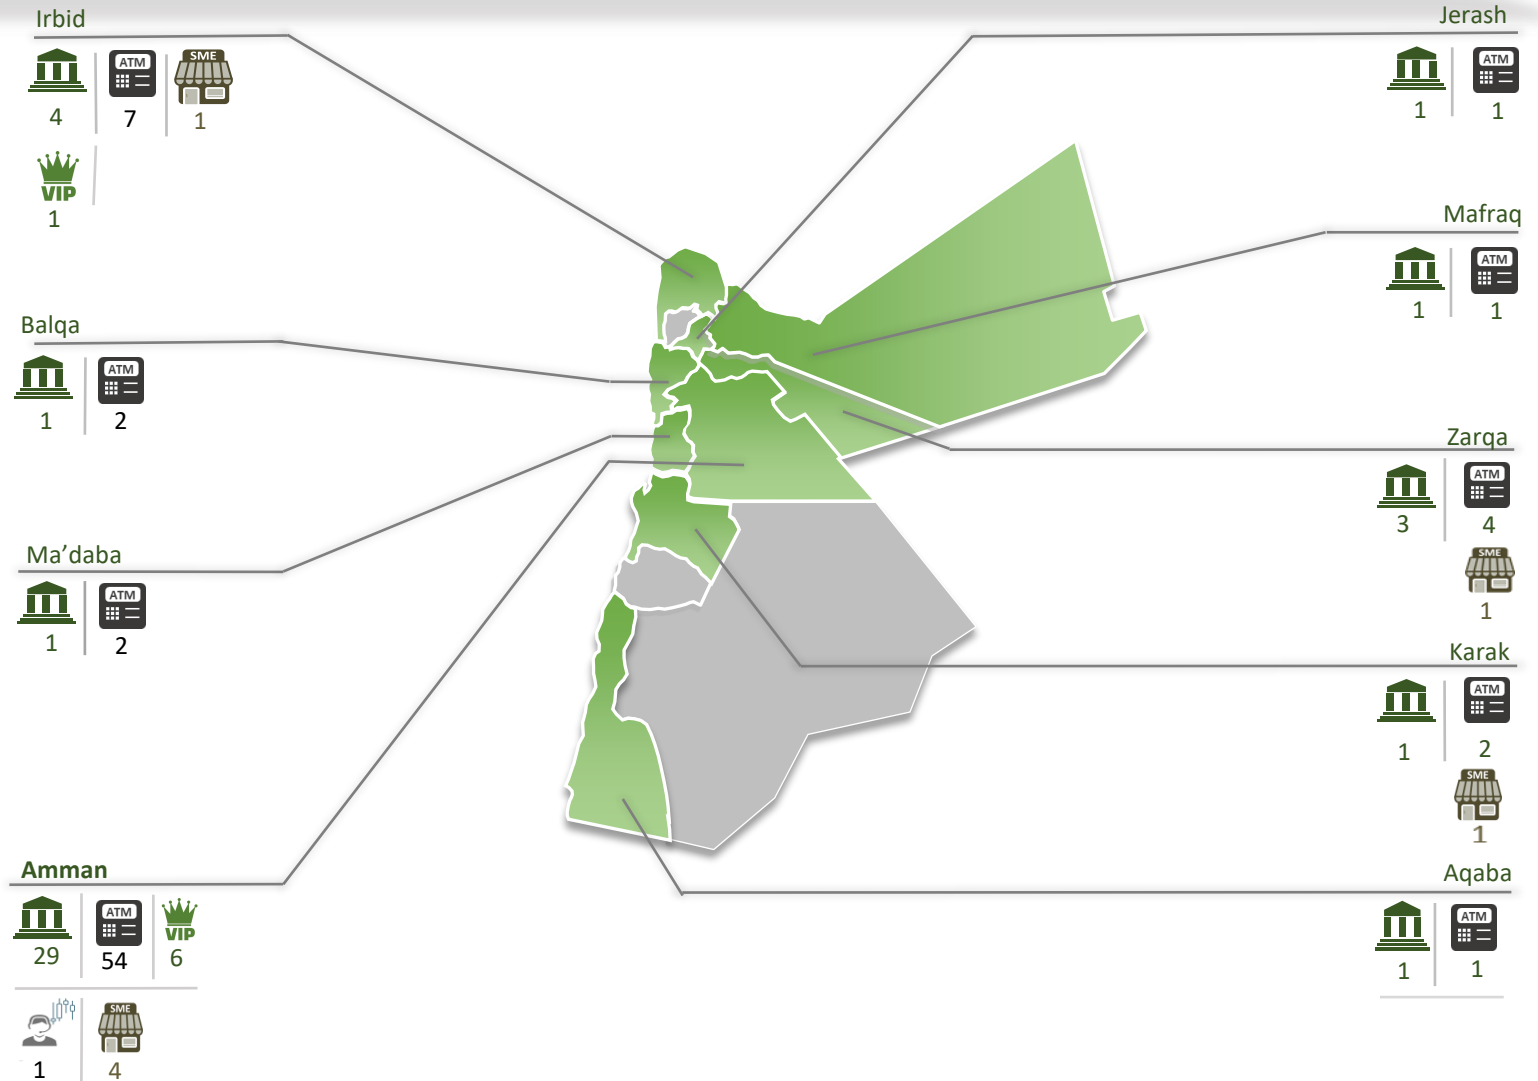 Irbid
ATM
SME
4
7
1
VIP
1
Balqa
ATM
1
2
Ma’daba
ATM
1
2
Amman
ATM
VIP
29
54
6
SME
1
4
Jerash
ATM
1
1
Mafraq
ATM
1
1
Zarqa
ATM
3
4
SME
1
Karak
ATM
1
2
SME
1
Aqaba
ATM
1
1